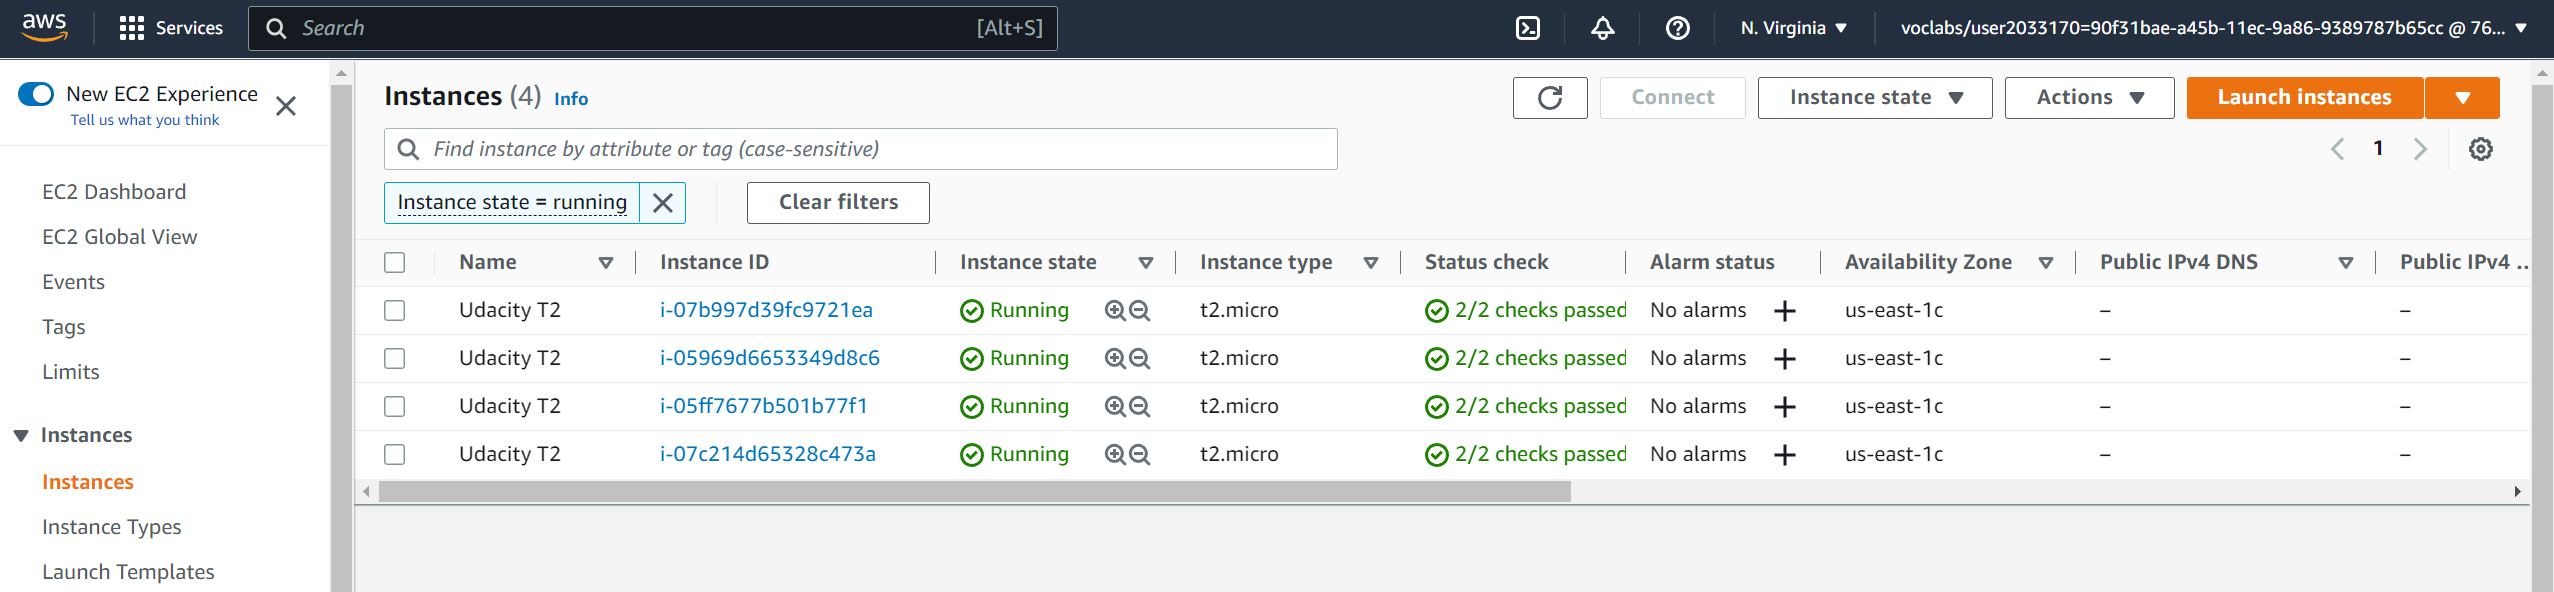 aws Services Search [Alt+S] N. Virginia voclabs/user2033170=90f31bae-a45b-11ec-9a86-9389787b65cc @ 76...
New EC2 Experience
Tell us what you think
EC2 Dashboard
EC2 Global View
Events
Tags
Limits
Instances
Instances
Instance Types
Launch Templates
Instances (4) Info Connect Instance state Actions Launch instances
Find instance by attribute or tag (case-sensitive) 1
Instance state = running Clear filters
Name Instance ID Instance state Instance type Status check Alarm status Availability Zone Public IPv4 DNS Public IPv4 ..
Udacity T2 i-07b997d39fc9721ea Running t2.micro 2/2 checks passed No alarms + us-east-1c – –
Udacity T2 i-05969d6653349d8c6 Running t2.micro 2/2 checks passed No alarms + us-east-1c – –
Udacity T2 i-05ff7677b501b77f1 Running t2.micro 2/2 checks passed No alarms + us-east-1c – –
Udacity T2 i-07c214d65328c473a Running t2.micro 2/2 checks passed No alarms + us-east-1c – –